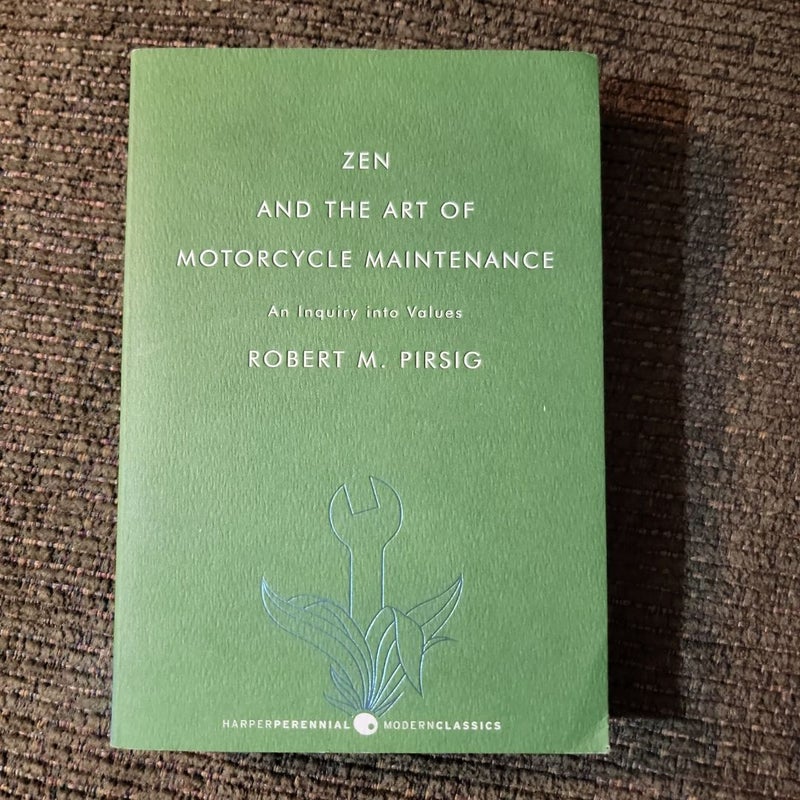 ZEN
AND THE ART OF
MOTORCYCLE MAINTENANCE
An Inquiry into Values
ROBERT M. PIRSIG
HARPERPERENNIAL MODERNCLASSICS